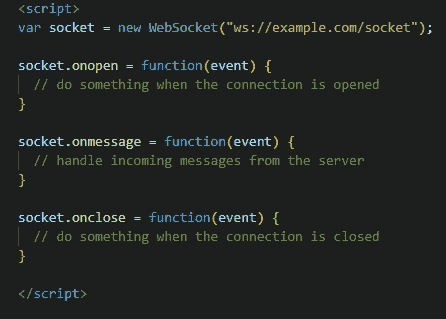 <script>
var socket = new WebSocket("ws://example.com/socket");
socket.onopen = function(event) {
// do something when the connection is opened
}
socket.onmessage = function(event) {
// handle incoming messages from the server
}
socket.onclose = function(event) {
// do something when the connection is closed
}
</script>